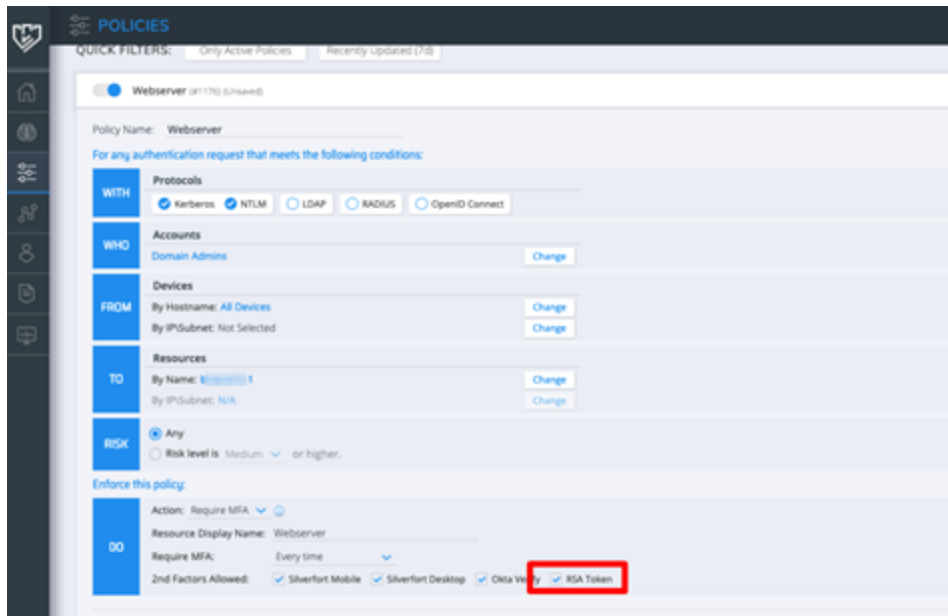 POLICIES
QUICK FILTERS: Only Active Policies Recently Updated (7d)
Webserver (#1176) (Unsaved)
Policy Name: Webserver
For any authentication request that meets the following conditions:
WITH
Protocols
Kerberos NTLM LDAP RADIUS OpenID Connect
WHO
Accounts
Domain Admins Change
FROM
Devices
By Hostname: All Devices Change
By IP\Subnet: Not Selected Change
TO
Resources
By Name: b 1 Change
By IP\Subnet: N/A Change
RISK
Any
Risk level is Medium or higher.
Enforce this policy:
DO
Action: Require MFA
Resource Display Name: Webserver
Require MFA: Every time
2nd Factors Allowed: Silverfort Mobile Silverfort Desktop Okta Verify RSA Token